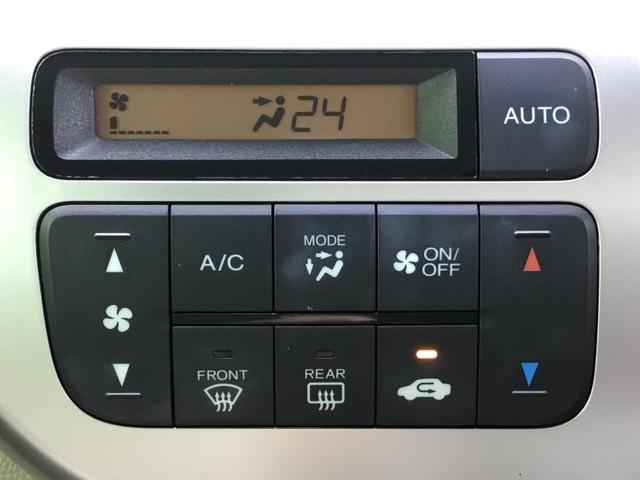 24
AUTO
A/C
MODE
ON/
OFF
FRONT
REAR